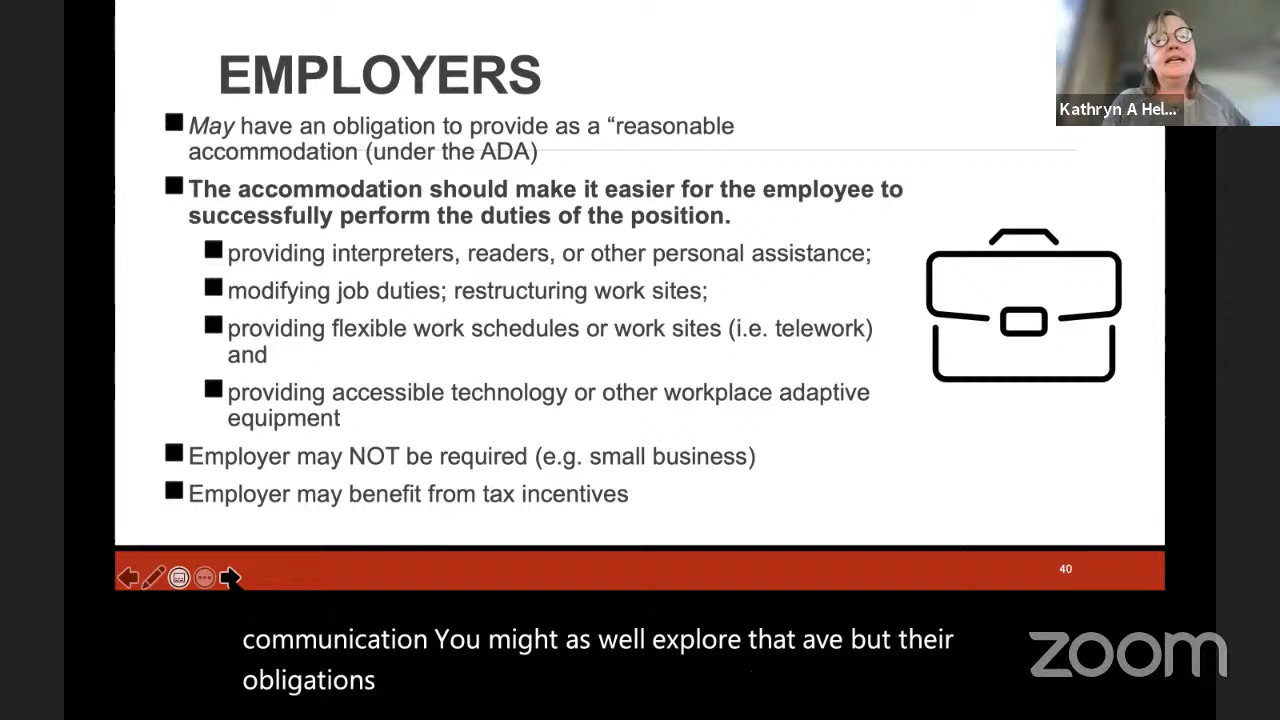 EMPLOYERS
May have an obligation to provide as a “reasonable
accommodation (under the ADA)
The accommodation should make it easier for the employee to
successfully perform the duties of the position.
providing interpreters, readers, or other personal assistance;
modifying job duties; restructuring work sites;
providing flexible work schedules or work sites (i.e. telework)
and
providing accessible technology or other workplace adaptive
equipment
Employer may NOT be required (e.g. small business)
Employer may benefit from tax incentives
40
Kathryn A Hel...
communication You might as well explore that ave but their
obligations
zoom